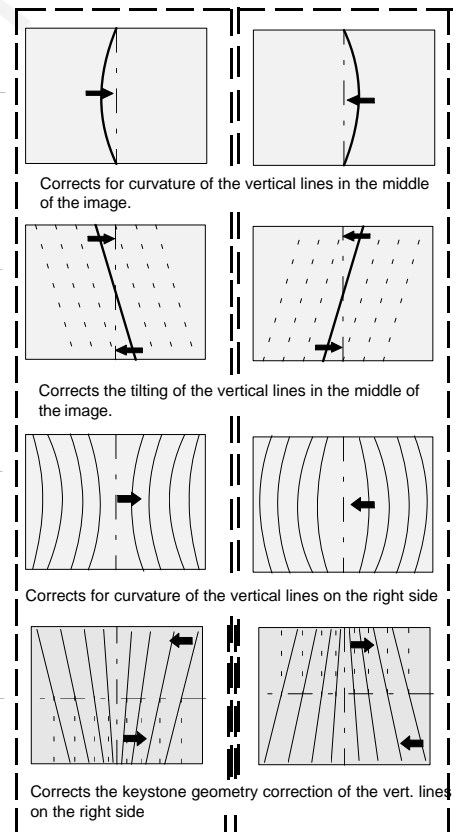 Corrects for curvature of the vertical lines in the middle
of the image.
Corrects the tilting of the vertical lines in the middle of
the image.
Corrects for curvature of the vertical lines on the right side
Corrects the keystone geometry correction of the vert. lines
on the right side